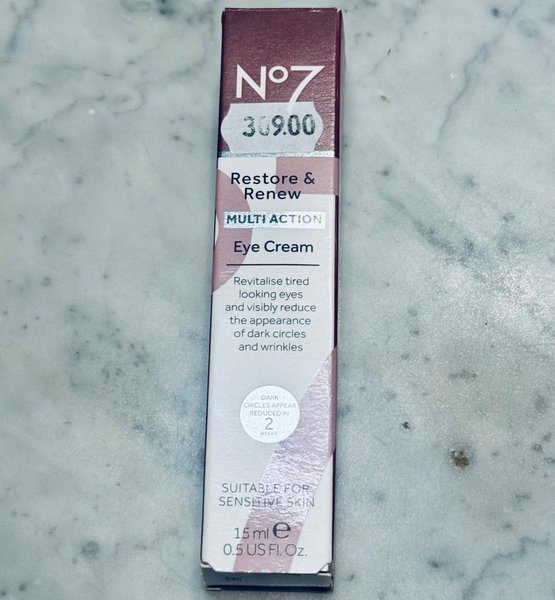 No7
309.00
Restore &
Renew
MULTI ACTION
Eye Cream
Revitalise tired
looking eyes
and visibly reduce
the appearance
of dark circles
and wrinkles
DARK
CIRCLES APPEAR
REDUCED IN
2
WEEKS
SUITABLE FOR
SENSITIVE SKIN
15 ml ℮
0.5 US Fl. Oz.